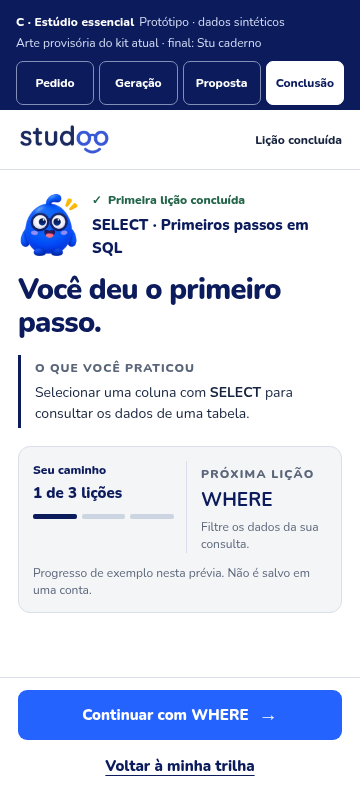 C · Estúdio essencial Protótipo · dados sintéticos
Arte provisória do kit atual · final: Stu caderno
Pedido
Geração
Proposta
Conclusão
studoo
Lição concluída
✓ Primeira lição concluída
SELECT · Primeiros passos em
SQL
Você deu o primeiro
passo.
O QUE VOCÊ PRATICOU
Selecionar uma coluna com SELECT para
consultar os dados de uma tabela.
Seu caminho
1 de 3 lições
PRÓXIMA LIÇÃO
WHERE
Filtre os dados da sua
consulta.
Progresso de exemplo nesta prévia. Não é salvo em
uma conta.
Continuar com WHERE →
Voltar à minha trilha